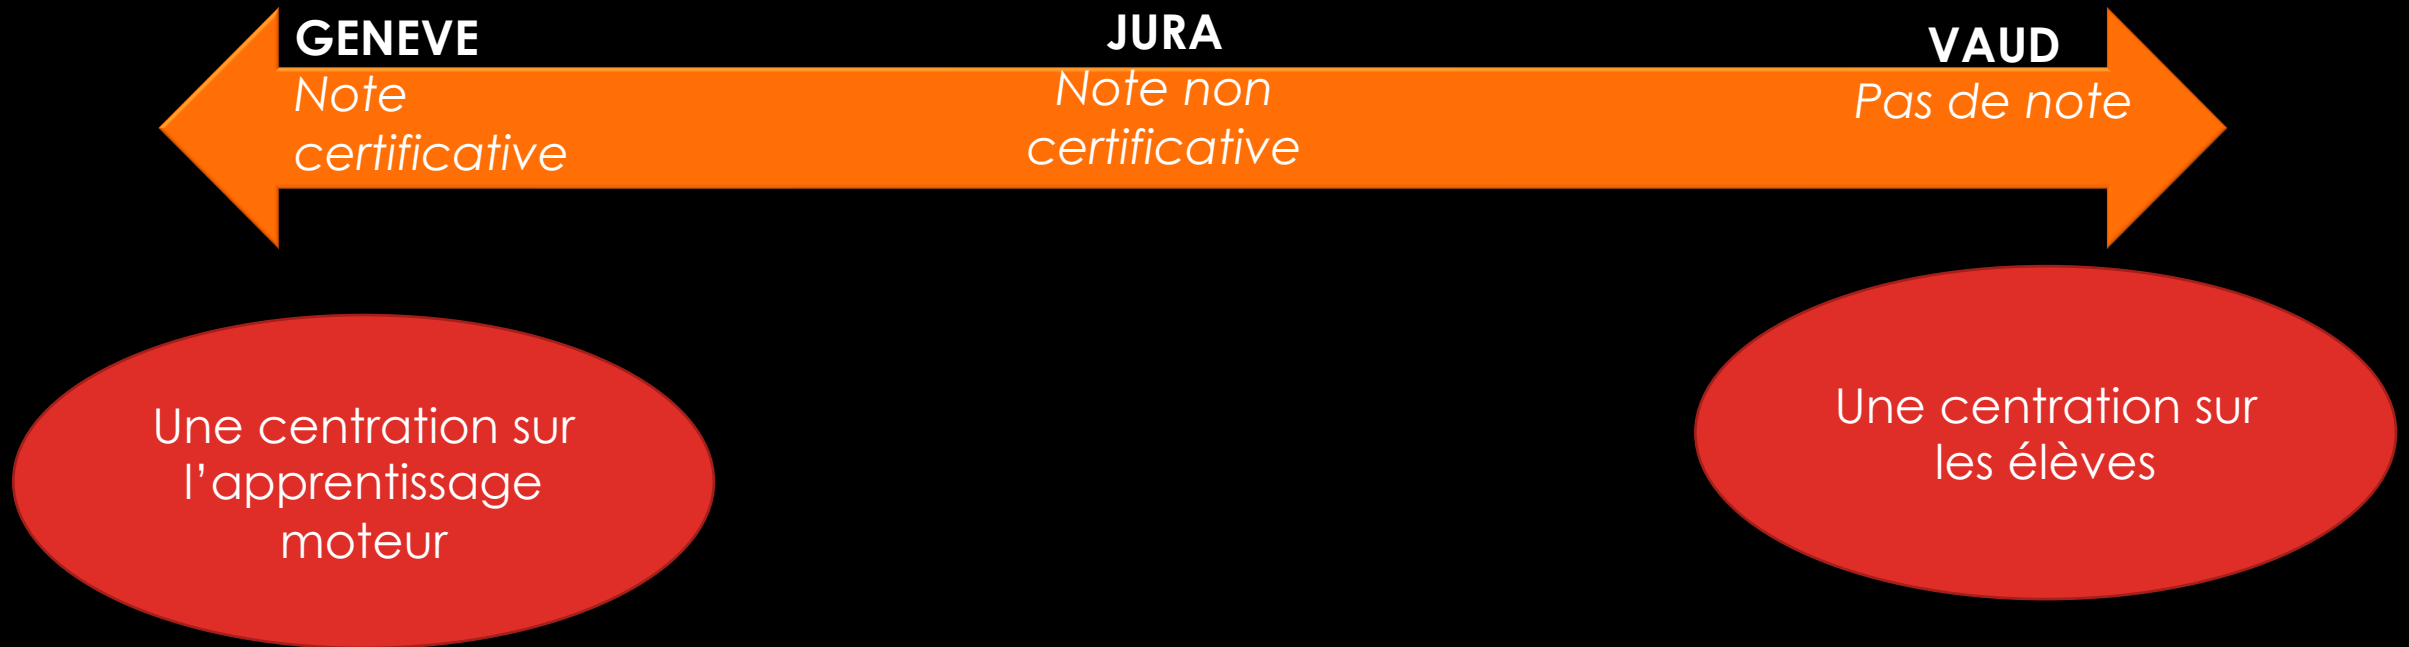 GENEVE
Note
certificative
JURA
Note non
certificative
VAUD
Pas de note
Une centration sur
l’apprentissage
moteur
Une centration sur
les élèves